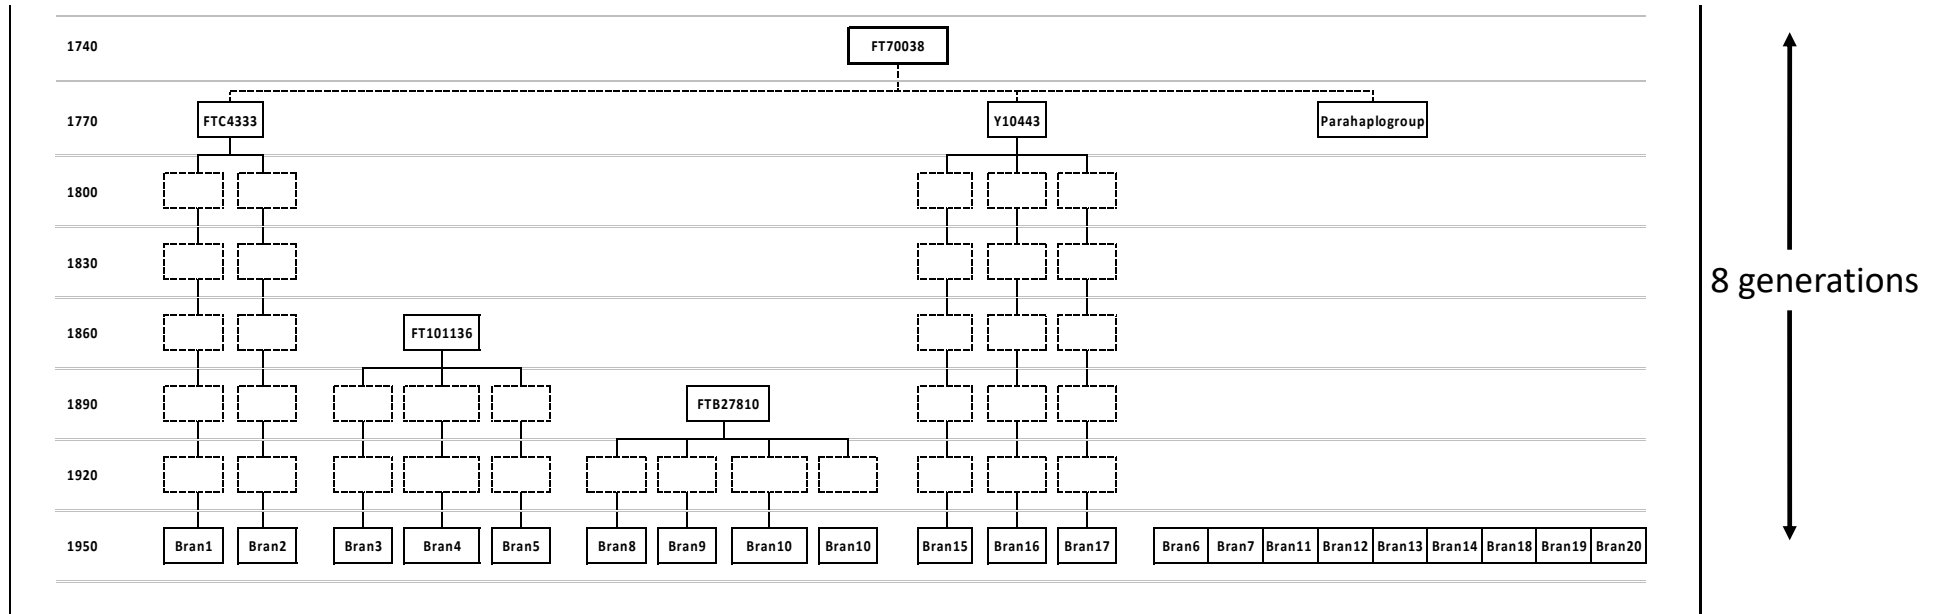 1740 FT70038
1770 FTC4333 Y10443 Parahaplogroup
1800
1830
8 generations
1860 FT101136
1890 FTB27810
1920
1950 Bran1 Bran2 Bran3 Bran4 Bran5 Bran8 Bran9 Bran10 Bran10 Bran15 Bran16 Bran17 Bran6 Bran7 Bran11 Bran12 Bran13 Bran14 Bran18 Bran19 Bran20